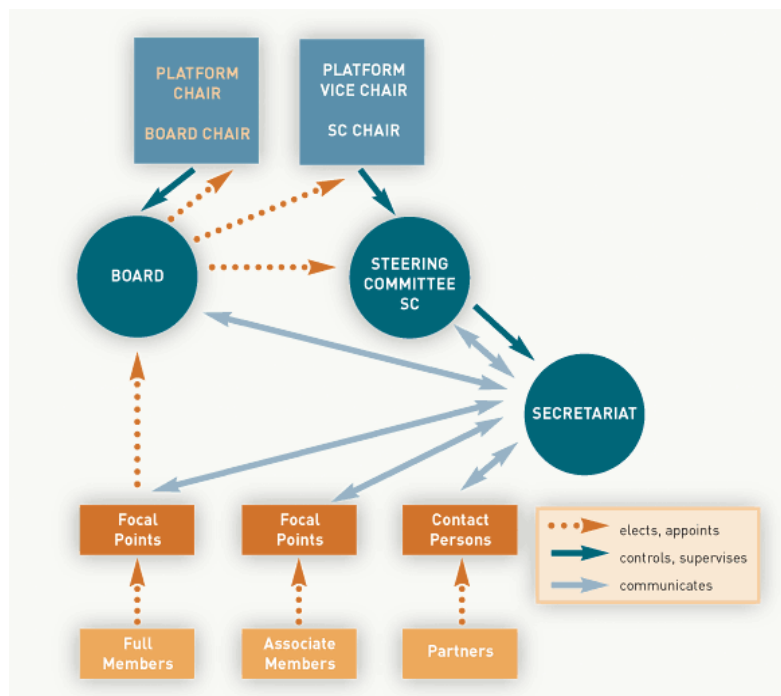 PLATFORM
CHAIR
BOARD CHAIR
PLATFORM
VICE CHAIR
SC CHAIR
BOARD
STEERING
COMMITTEE
SC
SECRETARIAT
Focal
Points
Focal
Points
Contact
Persons
elects, appoints
controls, supervises
communicates
Full
Members
Associate
Members
Partners